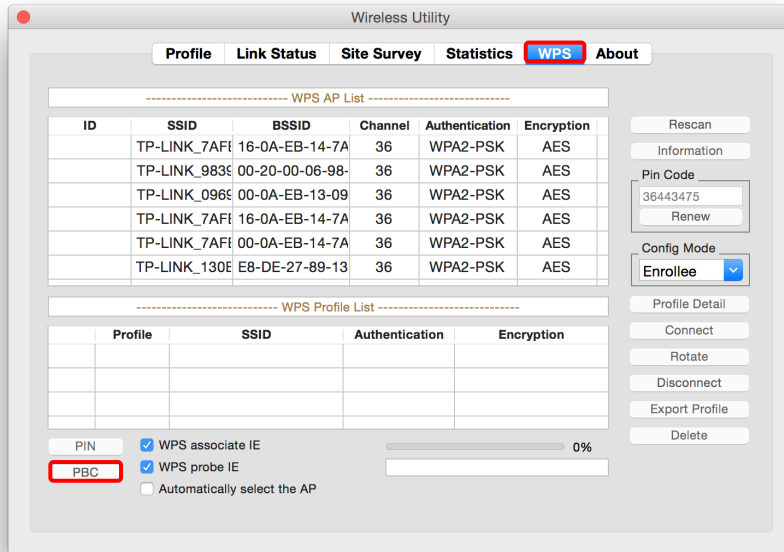 Wireless Utility
Profile Link Status Site Survey Statistics WPS About
---------------------------- WPS AP List ----------------------------
ID SSID BSSID Channel Authentication Encryption
TP-LINK_7AFE 16-0A-EB-14-7A 36 WPA2-PSK AES
TP-LINK_9839 00-20-00-06-98- 36 WPA2-PSK AES
TP-LINK_0969 00-0A-EB-13-09 36 WPA2-PSK AES
TP-LINK_7AFE 16-0A-EB-14-7A 36 WPA2-PSK AES
TP-LINK_7AFE 00-0A-EB-14-7A 36 WPA2-PSK AES
TP-LINK_130E E8-DE-27-89-13 36 WPA2-PSK AES
Rescan
Information
Pin Code
36443475
Renew
Config Mode
Enrollee
---------------------------- WPS Profile List ----------------------------
Profile SSID Authentication Encryption
Profile Detail
Connect
Rotate
Disconnect
Export Profile
Delete
PIN WPS associate IE 0%
PBC WPS probe IE
Automatically select the AP